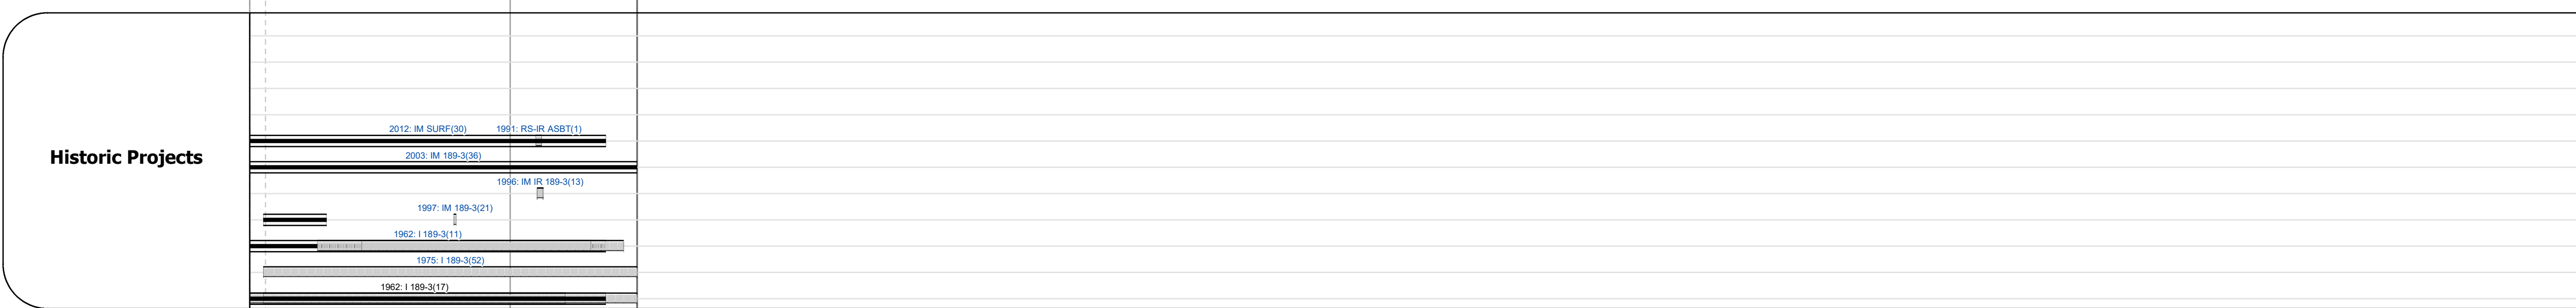 2012: IM SURF(30) 1991: RS-IR ASBT(1)
2003: IM 189-3(36)
Historic Projects
1996: IM IR 189-3(13)
1997: IM 189-3(21)
1962: I 189-3(11)
1975: I 189-3(52)
1962: I 189-3(17)